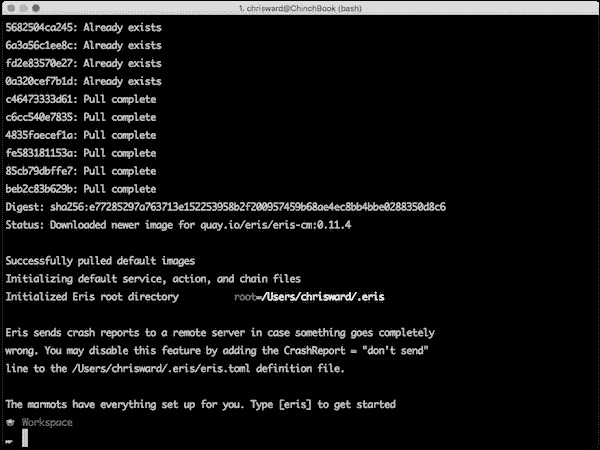 1. chrisward@ChinchBook (bash)
5682504ca245: Already exists
6a3a56c1ee8c: Already exists
fd2e83570e27: Already exists
0a320cef7b1d: Already exists
c46473333d61: Pull complete
c6cc540e7835: Pull complete
4835faecef1a: Pull complete
fe583181153a: Pull complete
85cb79dbffe7: Pull complete
beb2c83b629b: Pull complete
Digest: sha256:e77285297a763713e152253958b2f200957459b68ae4ec8bb4bbe0288350d8c6
Status: Downloaded newer image for quay.io/eris/eris-cm:0.11.4
Successfully pulled default images
Initializing default service, action, and chain files
Initialized Eris root directory root=/Users/chrisward/.eris
Eris sends crash reports to a remote server in case something goes completely
wrong. You may disable this feature by adding the CrashReport = "don't send"
line to the /Users/chrisward/.eris/eris.toml definition file.
The marmots have everything set up for you. Type [eris] to get started
Workspace